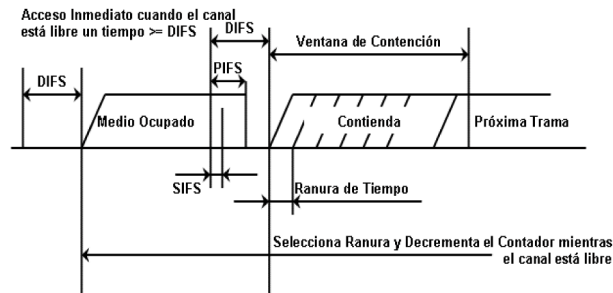 Acceso Inmediato cuando el canal
está libre un tiempo >= DIFS
DIFS
Ventana de Contención
DIFS
PIFS
Medio Ocupado
Contienda
Próxima Trama
SIFS
Ranura de Tiempo
Selecciona Ranura y Decrementa el Contador mientras
el canal está libre